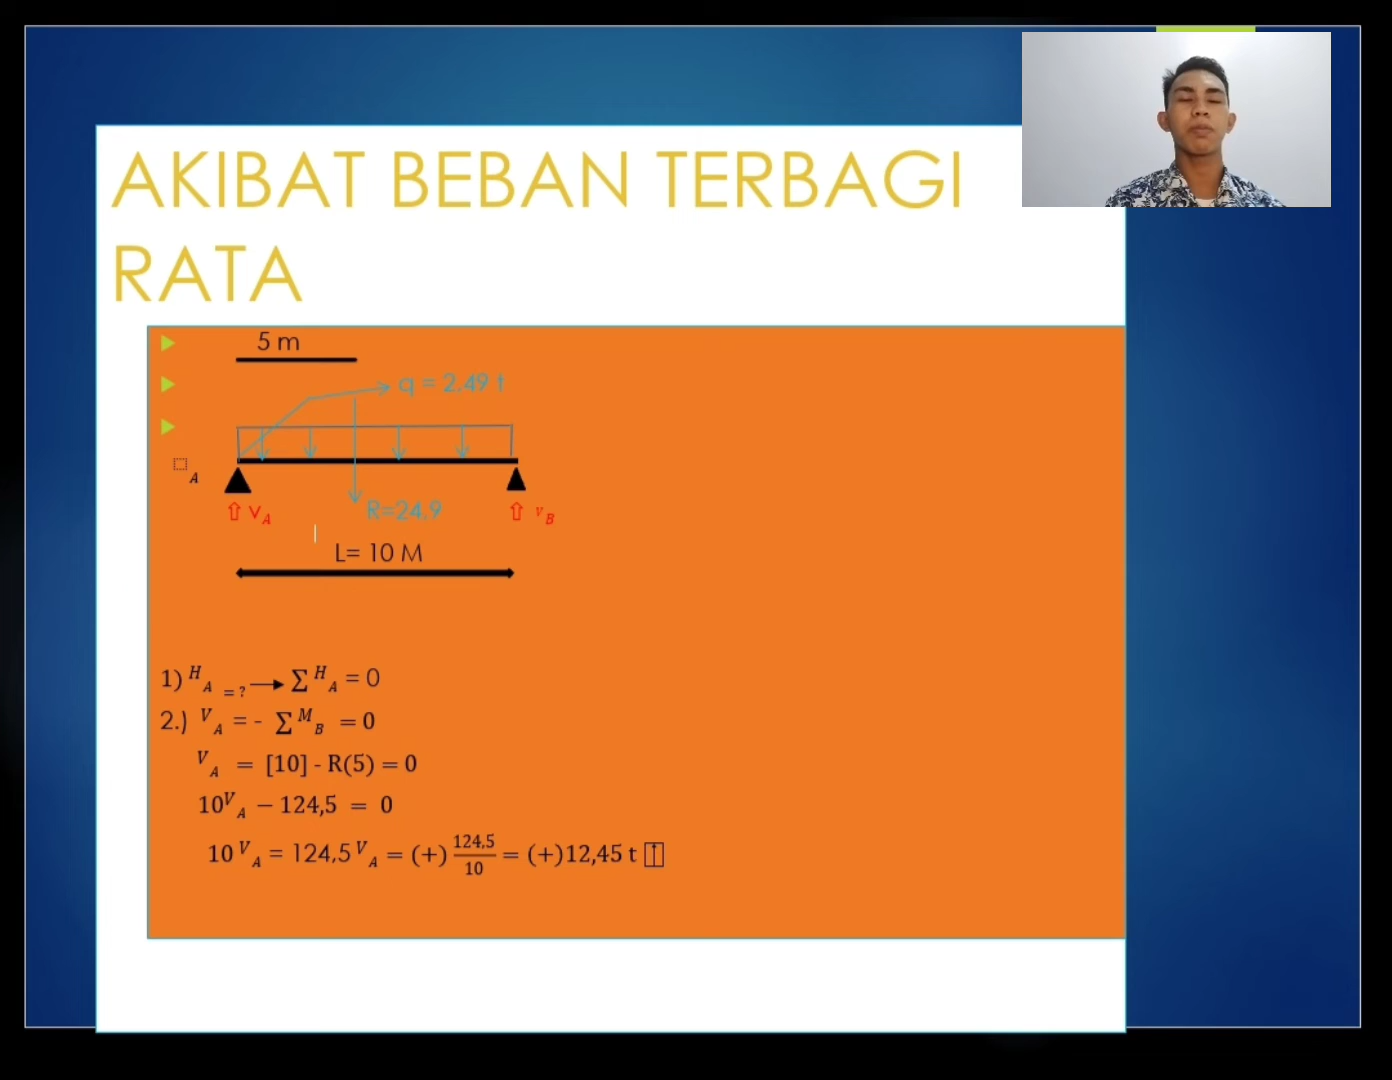 AKIBAT BEBAN TERBAGI
RATA
5 m
q = 2.49 t
A
V_A
R=24.9
V_B
L= 10 M
1) H_A = ? → ∑ H_A = 0
2.) V_A = - ∑ M_B = 0
V_A = [10] - R(5) = 0
10 V_A − 124,5 = 0
10 V_A = 124.5 V_A = (+) 124,5/10 = (+)12,45 t ↑